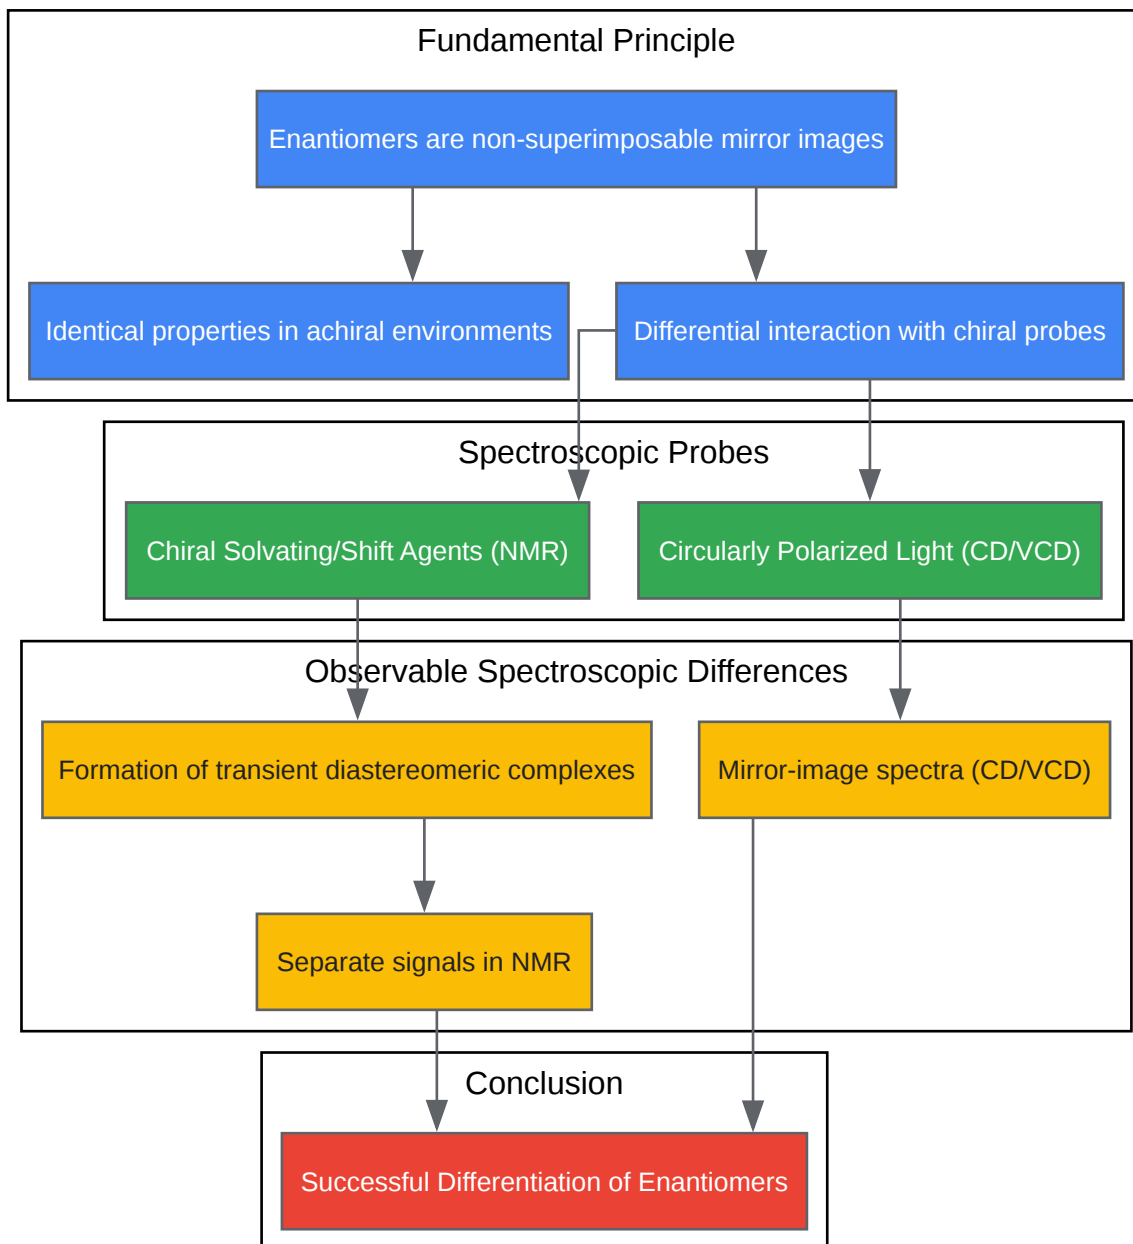 Fundamental Principle
Enantiomers are non-superimposable mirror images
Identical properties in achiral environments
Differential interaction with chiral probes
Spectroscopic Probes
Chiral Solvating/Shift Agents (NMR)
Circularly Polarized Light (CD/VCD)
Observable Spectroscopic Differences
Formation of transient diastereomeric complexes
Mirror-image spectra (CD/VCD)
Separate signals in NMR
Conclusion
Successful Differentiation of Enantiomers